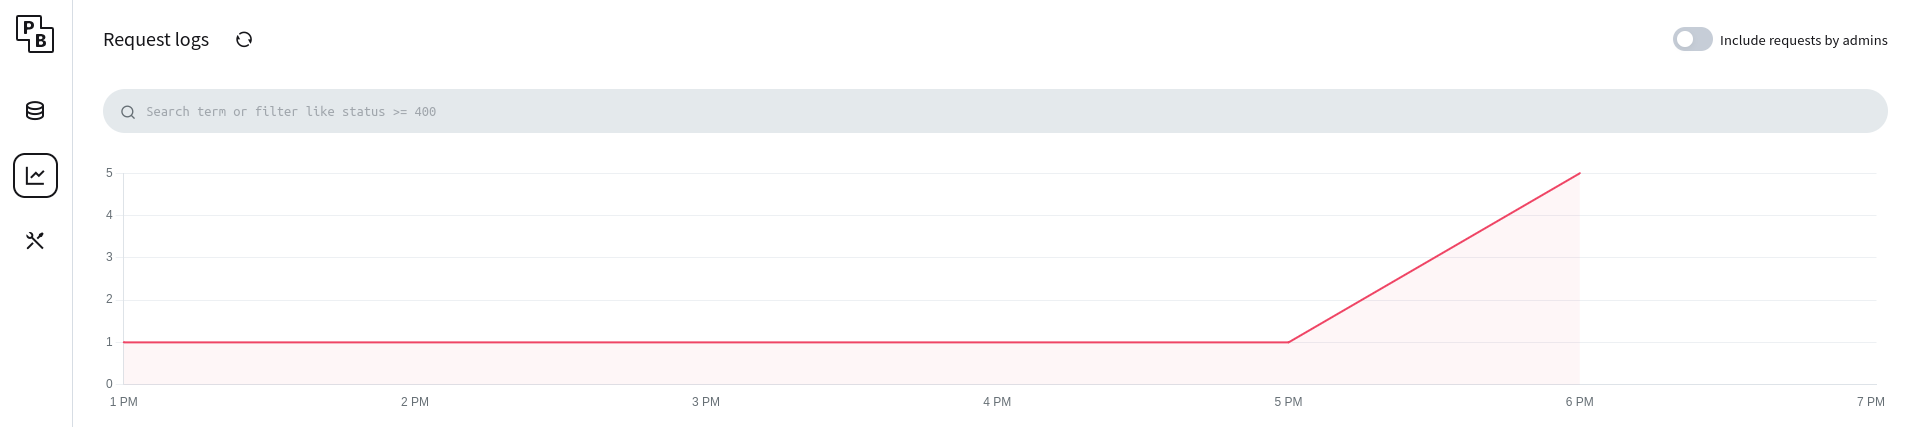 PB
Request logs
Include requests by admins
Search term or filter like status >= 400
5
4
3
2
1
0
1 PM 2 PM 3 PM 4 PM 5 PM 6 PM 7 PM